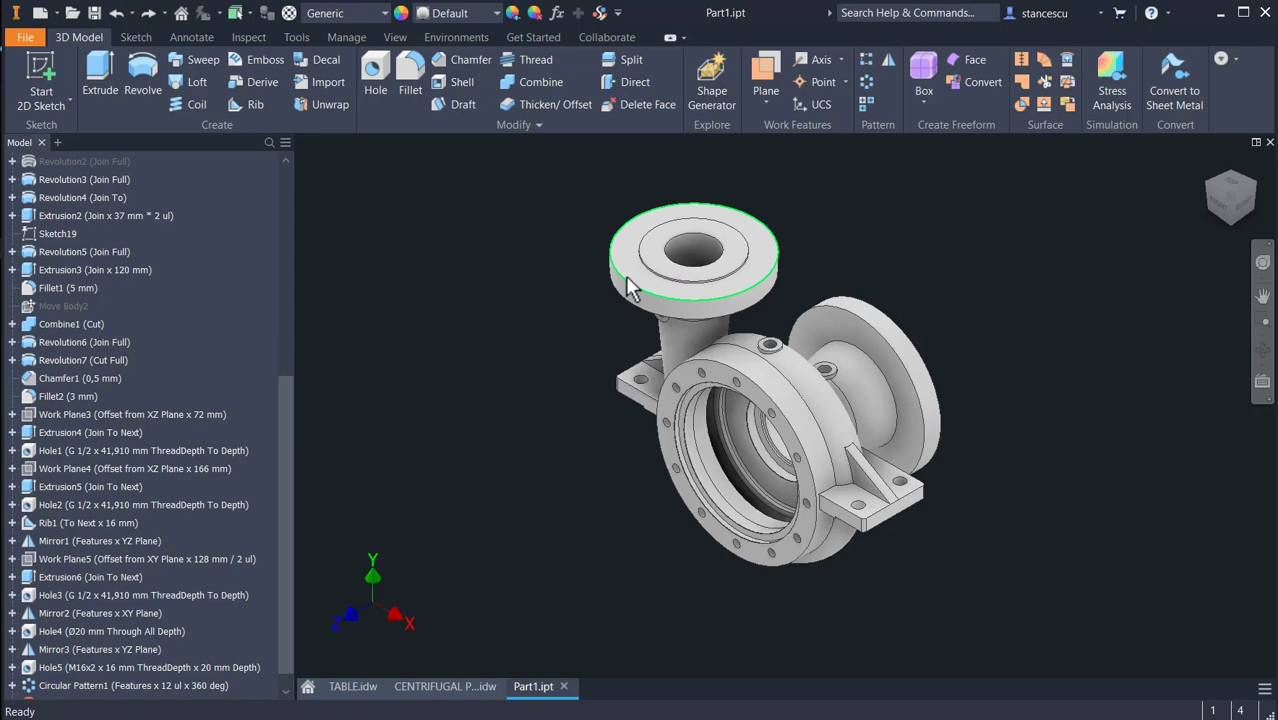 Generic
Default
Part1.ipt
Search Help & Commands...
stancescu
File
3D Model
Sketch
Annotate
Inspect
Tools
Manage
View
Environments
Get Started
Collaborate
Start
2D Sketch
Extrude
Revolve
Sweep
Emboss
Decal
Loft
Derive
Import
Coil
Rib
Unwrap
Hole
Fillet
Chamfer
Thread
Split
Shell
Combine
Direct
Draft
Thicken/ Offset
Delete Face
Shape
Generator
Plane
Axis
Point
UCS
Box
Face
Convert
Stress
Analysis
Convert to
Sheet Metal
Sketch
Create
Modify
Explore
Work Features
Pattern
Create Freeform
Surface
Simulation
Convert
Model
Revolution2 (Join Full)
Revolution3 (Join Full)
Revolution4 (Join To)
Extrusion2 (Join x 37 mm * 2 ul)
Sketch19
Revolution5 (Join Full)
Extrusion3 (Join x 120 mm)
Fillet1 (5 mm)
Move Body2
Combine1 (Cut)
Revolution6 (Join Full)
Revolution7 (Cut Full)
Chamfer1 (0,5 mm)
Fillet2 (3 mm)
Work Plane3 (Offset from XZ Plane x 72 mm)
Extrusion4 (Join To Next)
Hole1 (G 1/2 x 41,910 mm ThreadDepth To Depth)
Work Plane4 (Offset from XZ Plane x 166 mm)
Extrusion5 (Join To Next)
Hole2 (G 1/2 x 41,910 mm ThreadDepth To Depth)
Rib1 (To Next x 16 mm)
Mirror1 (Features x YZ Plane)
Work Plane5 (Offset from XY Plane x 128 mm / 2 ul)
Extrusion6 (Join To Next)
Hole3 (G 1/2 x 41,910 mm ThreadDepth To Depth)
Mirror2 (Features x XY Plane)
Hole4 (Ø20 mm Through All Depth)
Mirror3 (Features x YZ Plane)
Hole5 (M16x2 x 16 mm ThreadDepth x 20 mm Depth)
Circular Pattern1 (Features x 12 ul x 360 deg)
Y
Z
X
TABLE.idw
CENTRIFUGAL P...idw
Part1.ipt
Ready
1
4